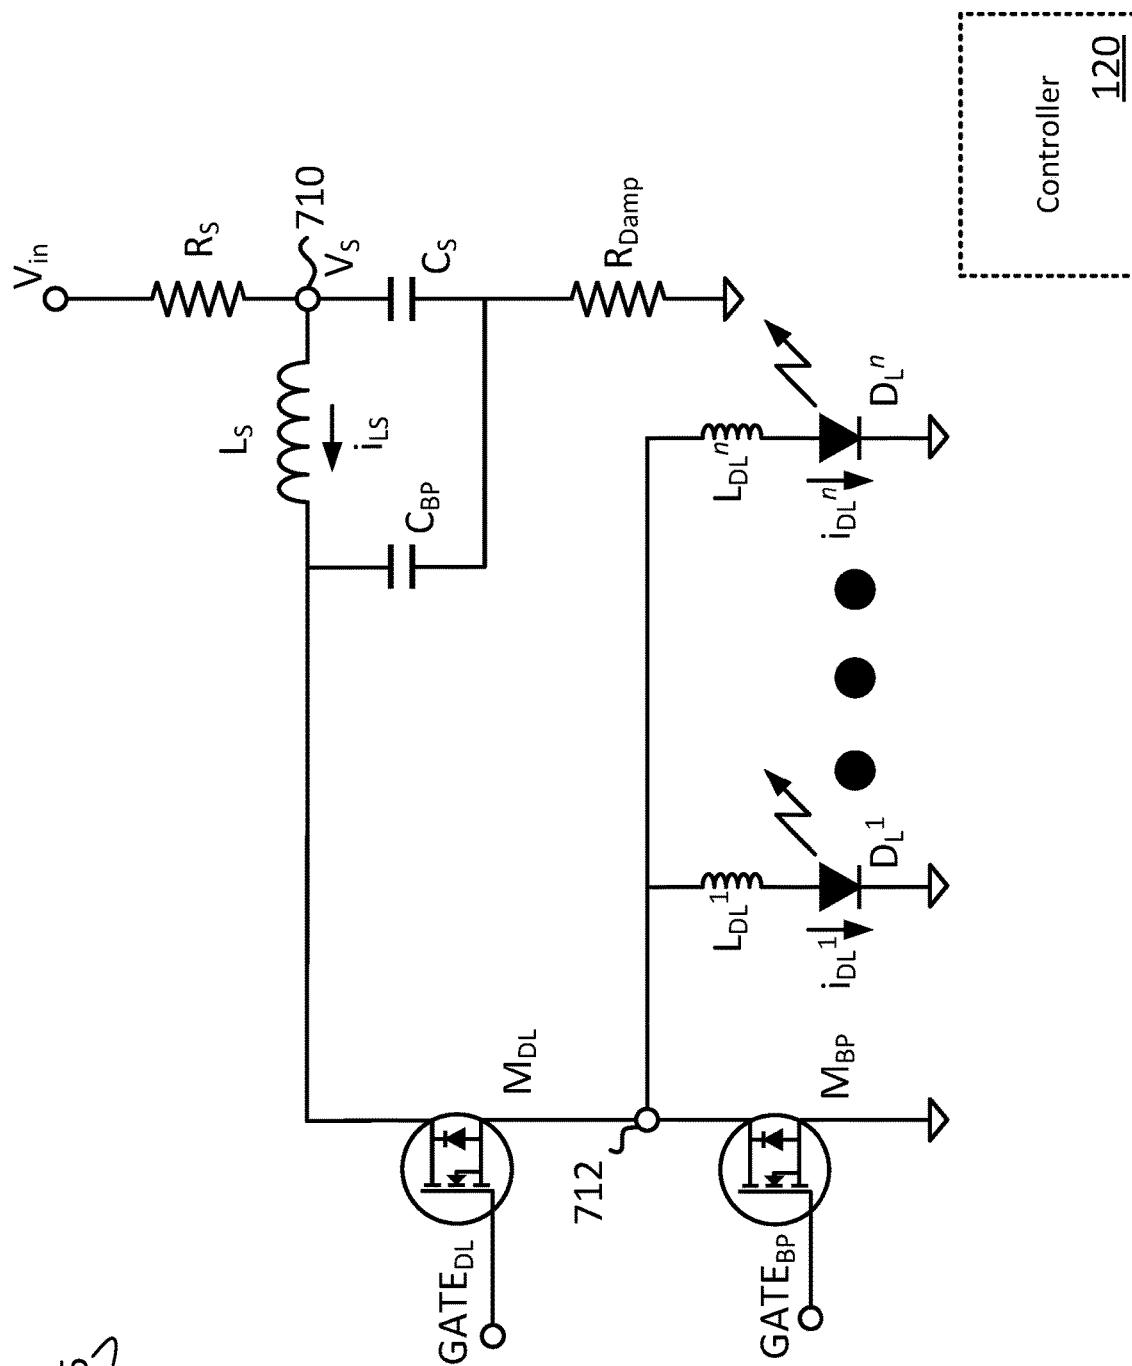 V_in
R_S
710
V_S
C_S
R_Damp
L_S
i_LS
C_BP
M_DL
GATE_DL
712
M_BP
GATE_BP
L_DL^1
i_DL^1
D_L^1
L_DL^n
i_DL^n
D_L^n
Controller
120